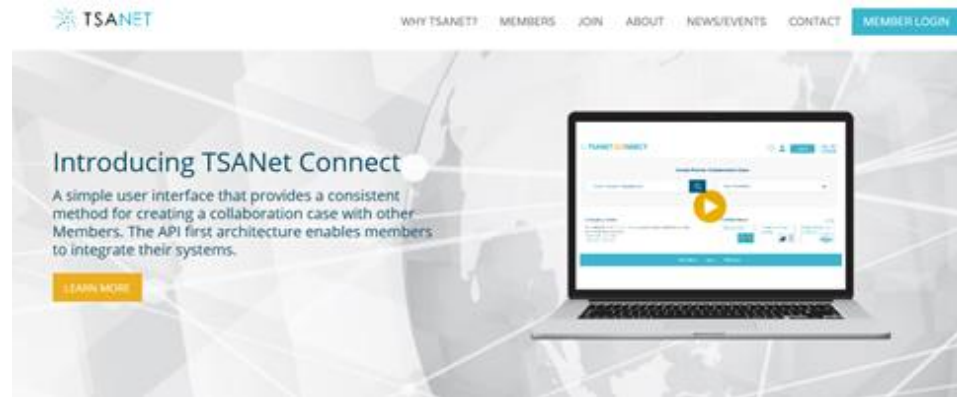 TSANET
WHY TSANET?
MEMBERS
JOIN
ABOUT
NEWS/EVENTS
CONTACT
MEMBER LOGIN
Introducing TSANet Connect
A simple user interface that provides a consistent
method for creating a collaboration case with other
Members. The API first architecture enables members
to integrate their systems.
LEARN MORE
TSANET CONNECT